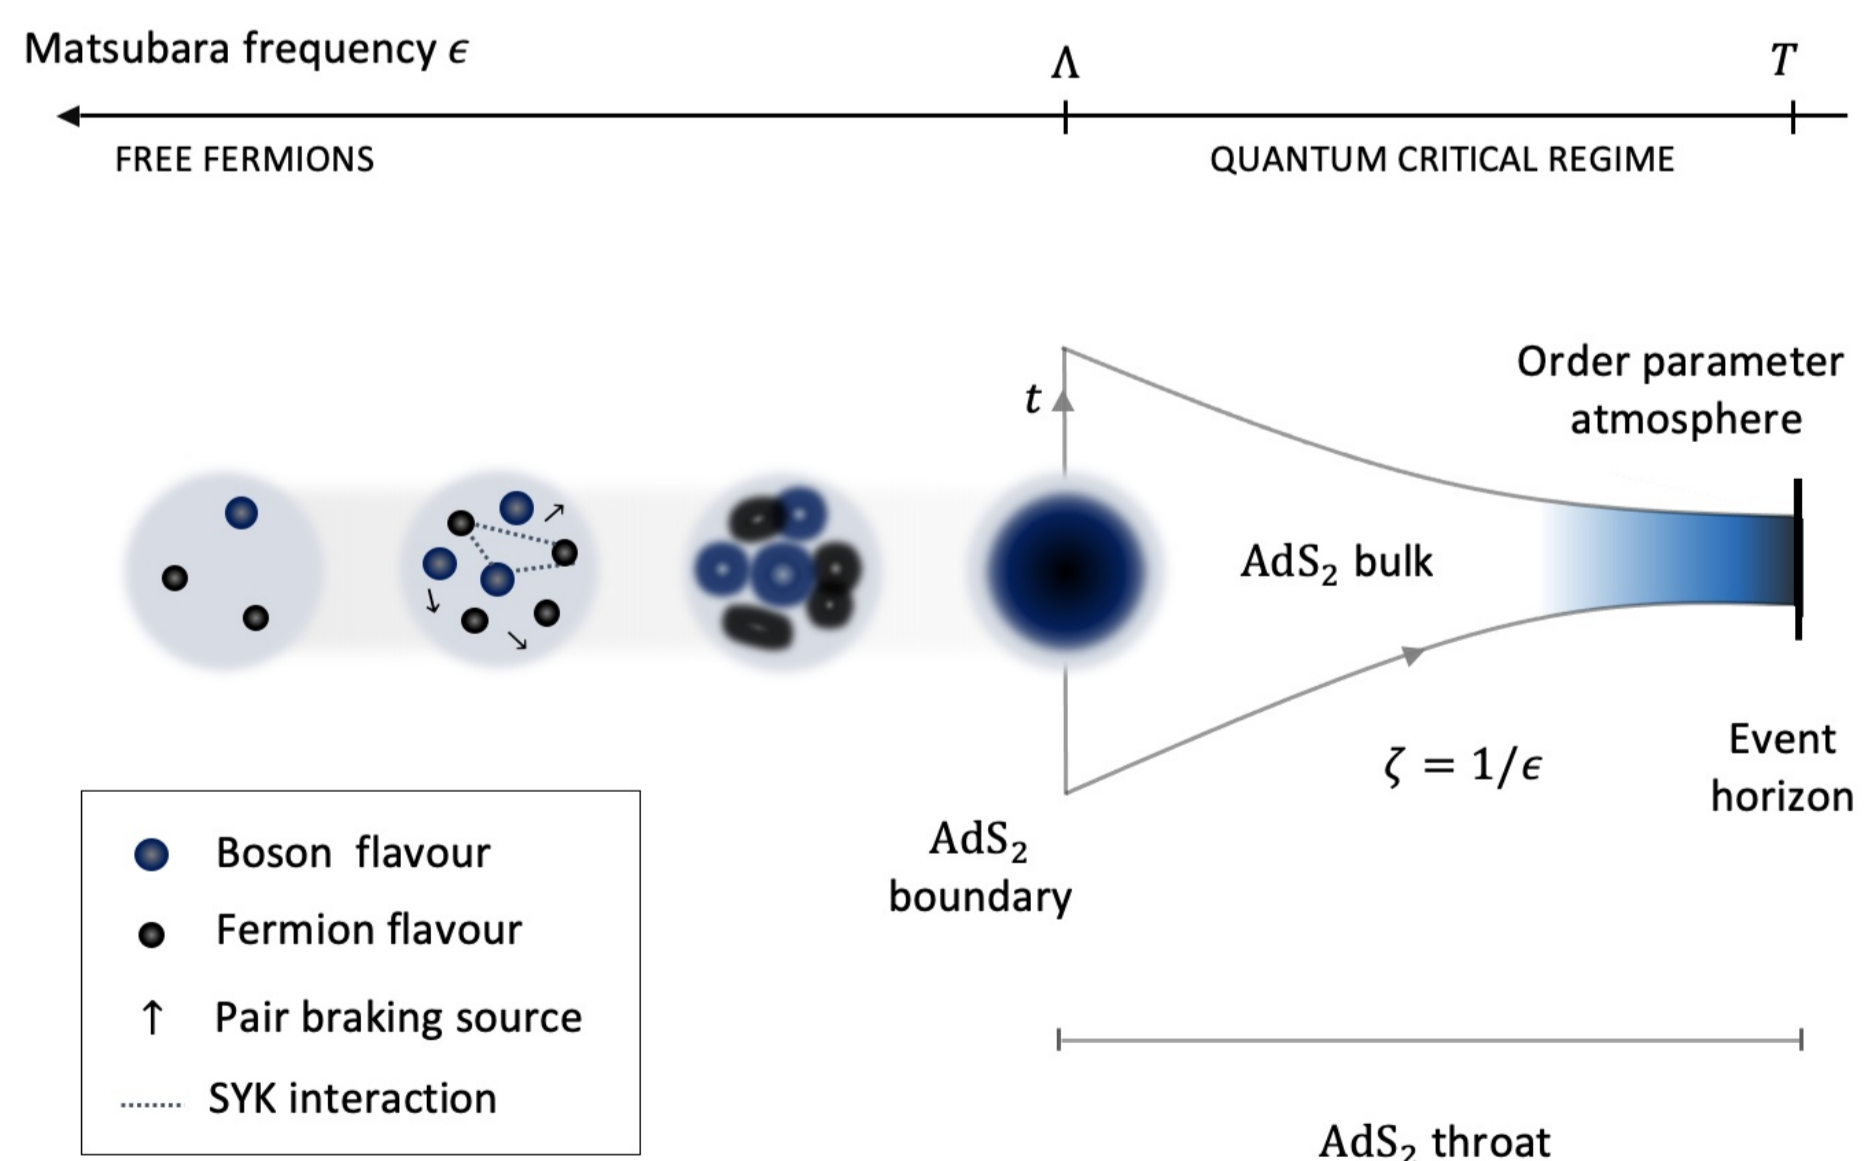 Matsubara frequency ϵ
Λ
T
FREE FERMIONS
QUANTUM CRITICAL REGIME
Order parameter
atmosphere
t
AdS₂ bulk
ζ = 1/ϵ
Event
horizon
AdS₂
boundary
Boson flavour
Fermion flavour
↑ Pair braking source
SYK interaction
AdS₂ throat